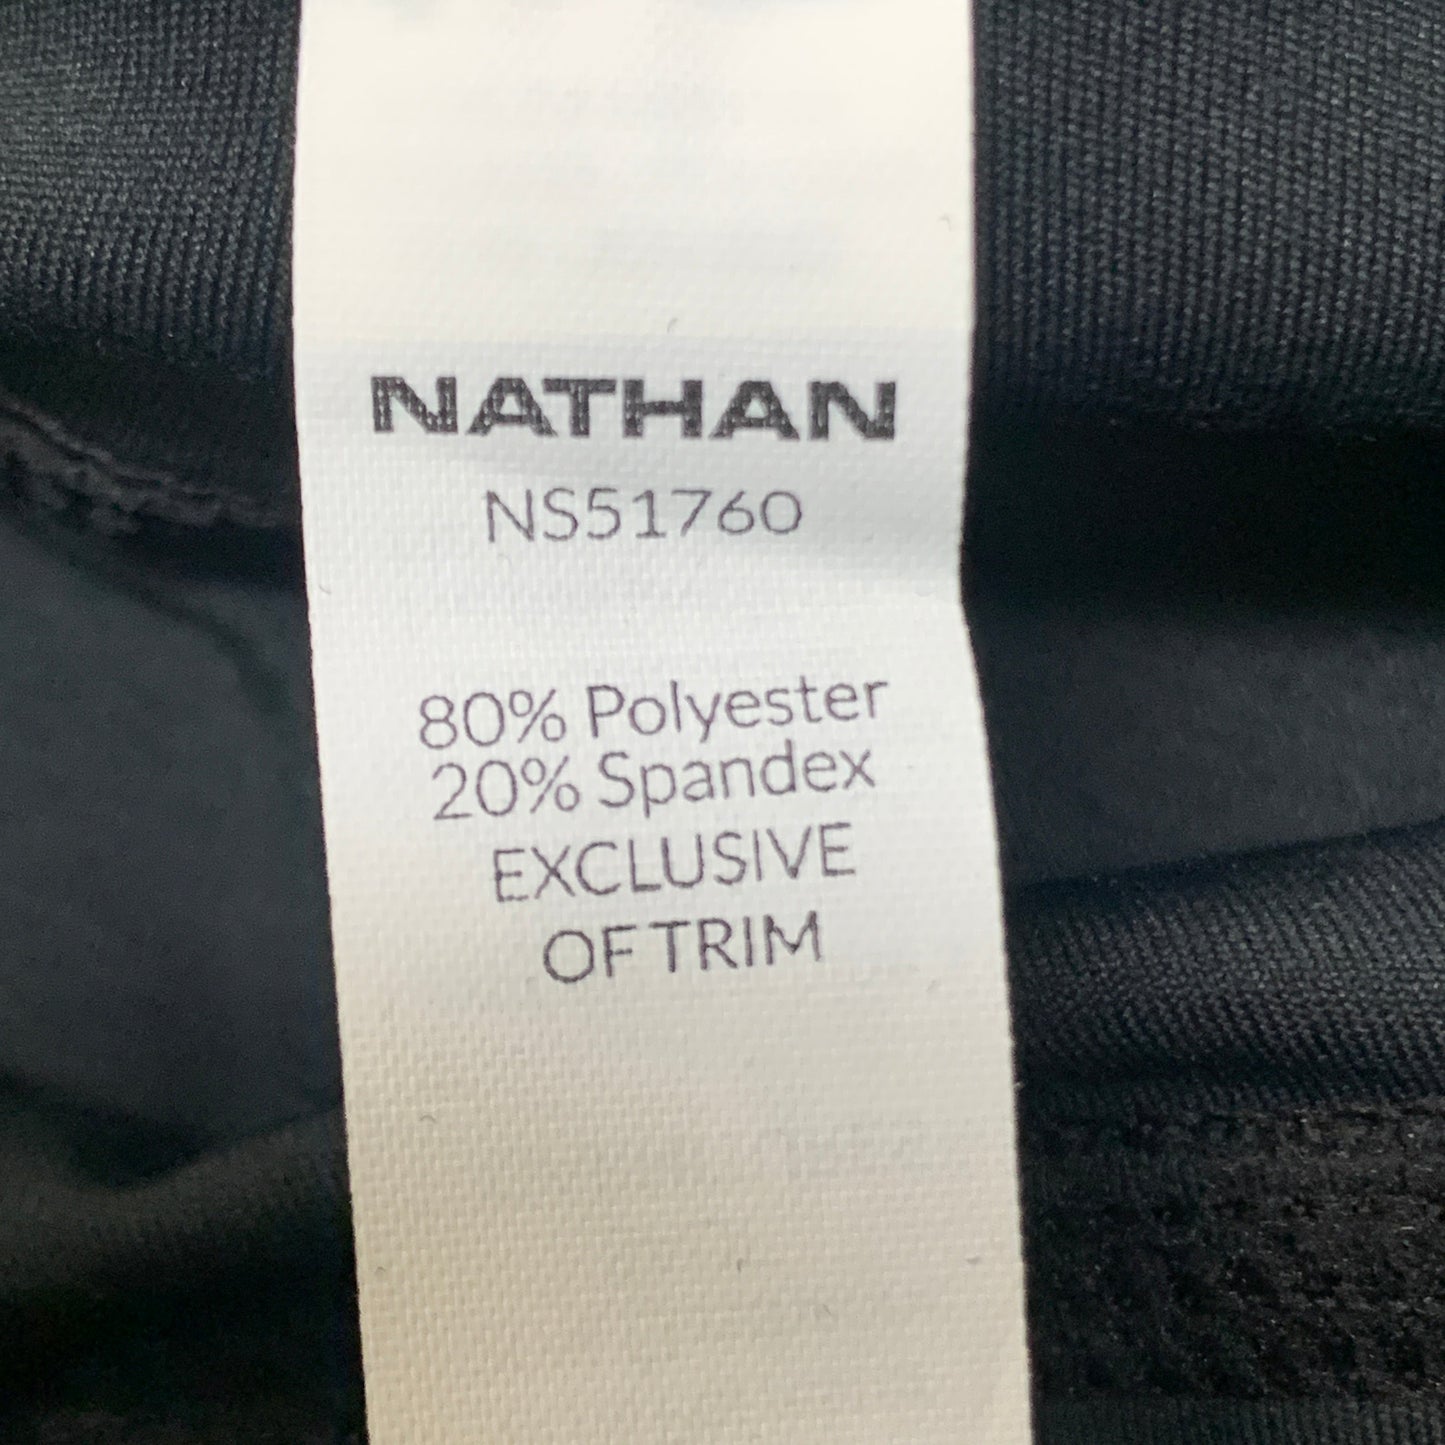 NATHAN
NS51760
80% Polyester
20% Spandex
EXCLUSIVE
OF TRIM